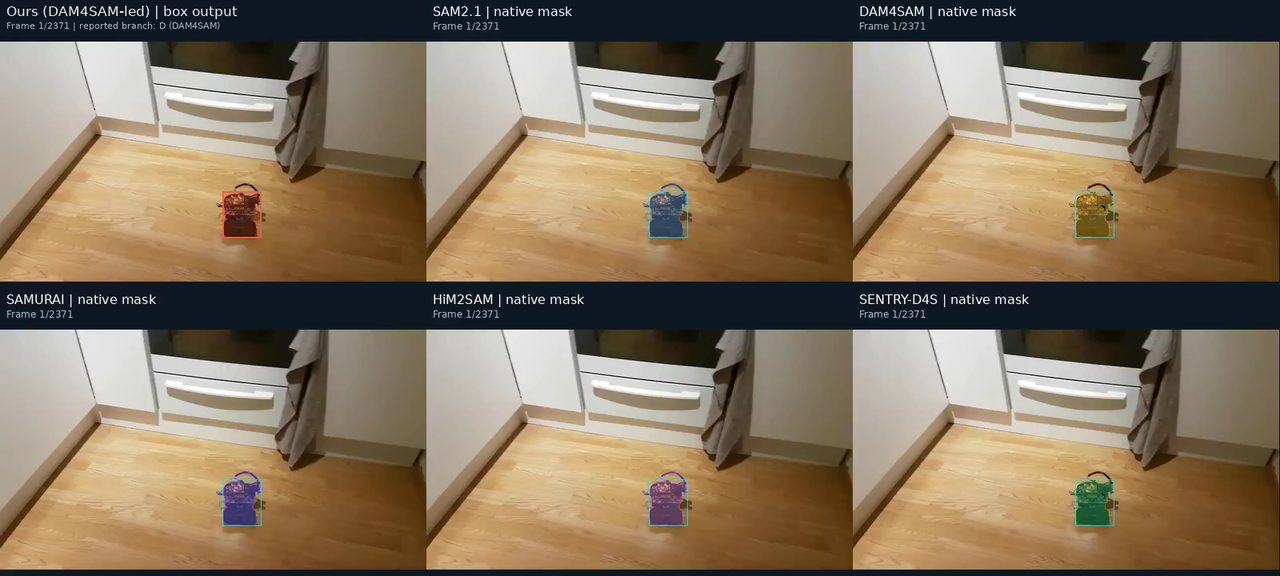 Ours (DAM4SAM-led) | box output
Frame 1/2371 | reported branch: D (DAM4SAM)
SAM2.1 | native mask
Frame 1/2371
DAM4SAM | native mask
Frame 1/2371
SAMURAI | native mask
Frame 1/2371
HiM2SAM | native mask
Frame 1/2371
SENTRY-D4S | native mask
Frame 1/2371